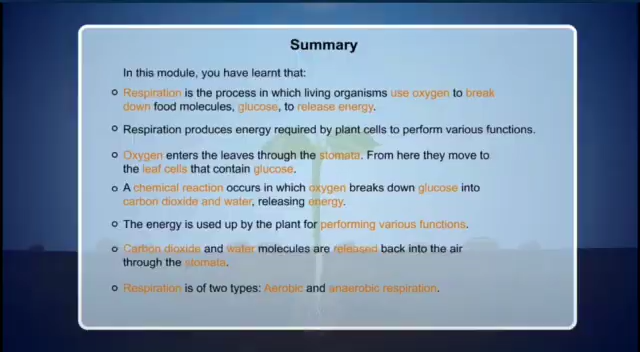 Summary
In this module, you have learnt that:
Respiration is the process in which living organisms use oxygen to break
down food molecules, glucose, to release energy.
Respiration produces energy required by plant cells to perform various functions.
Oxygen enters the leaves through the stomata. From here they move to
the leaf cells that contain glucose.
A chemical reaction occurs in which oxygen breaks down glucose into
carbon dioxide and water, releasing energy.
The energy is used up by the plant for performing various functions.
Carbon dioxide and water molecules are released back into the air
through the stomata.
Respiration is of two types: Aerobic and anaerobic respiration.